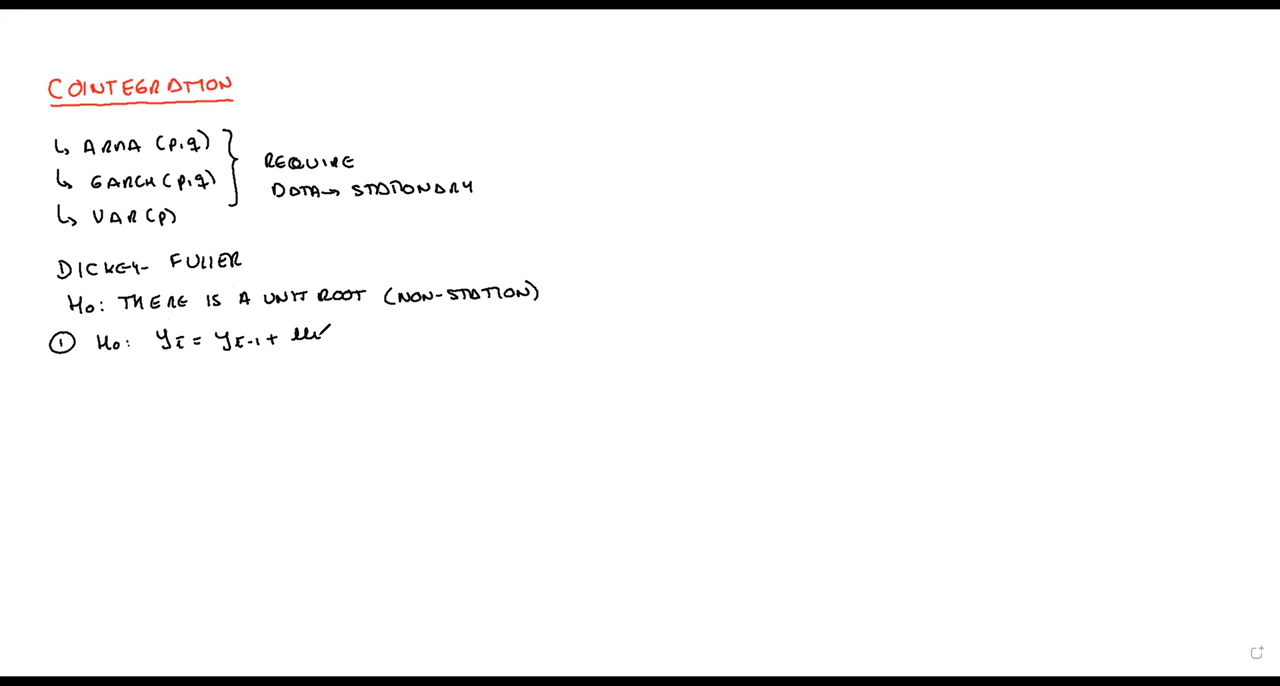 COINTEGRATION
↳ ARMA (p,q)
↳ GARCH (p,q)
↳ VAR (p)
REQUIRE
DATA → STATIONARY
DICKEY- FULLER
Ho: THERE IS A UNIT ROOT (NON-STATION)
① Ho: yt = yt-1 +